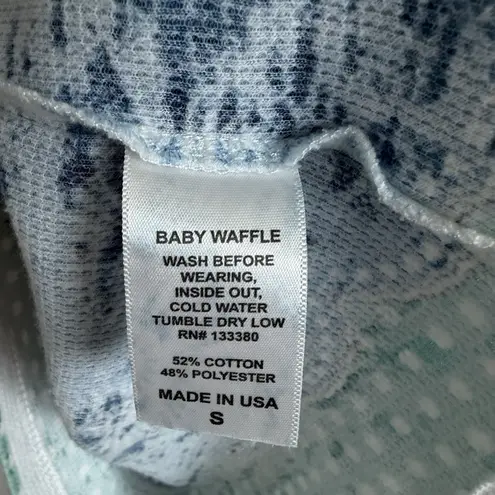 BABY WAFFLE
WASH BEFORE
WEARING,
INSIDE OUT,
COLD WATER
TUMBLE DRY LOW
RN# 133380
52% COTTON
48% POLYESTER
MADE IN USA
S